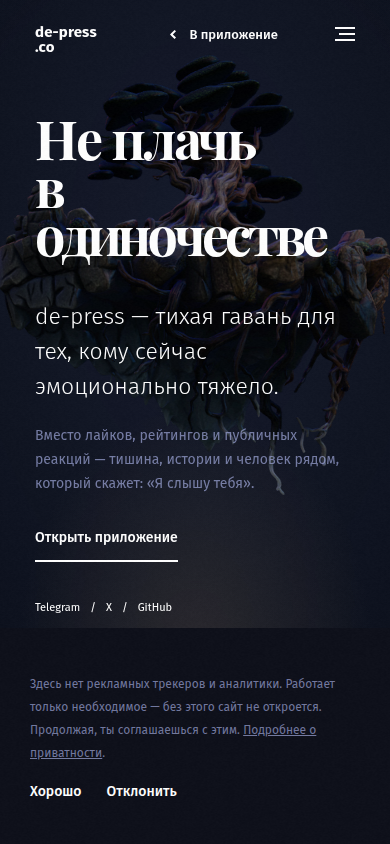 de-press
.co
В приложение
Не плачь
в
одиночестве
de-press — тихая гавань для
тех, кому сейчас
эмоционально тяжело.
Вместо лайков, рейтингов и публичных
реакций — тишина, истории и человек рядом,
который скажет: «Я слышу тебя».
Открыть приложение
Telegram / X / GitHub
Здесь нет рекламных трекеров и аналитики. Работает
только необходимое — без этого сайт не откроется.
Продолжая, ты соглашаешься с этим. Подробнее о
приватности.
Хорошо Отклонить